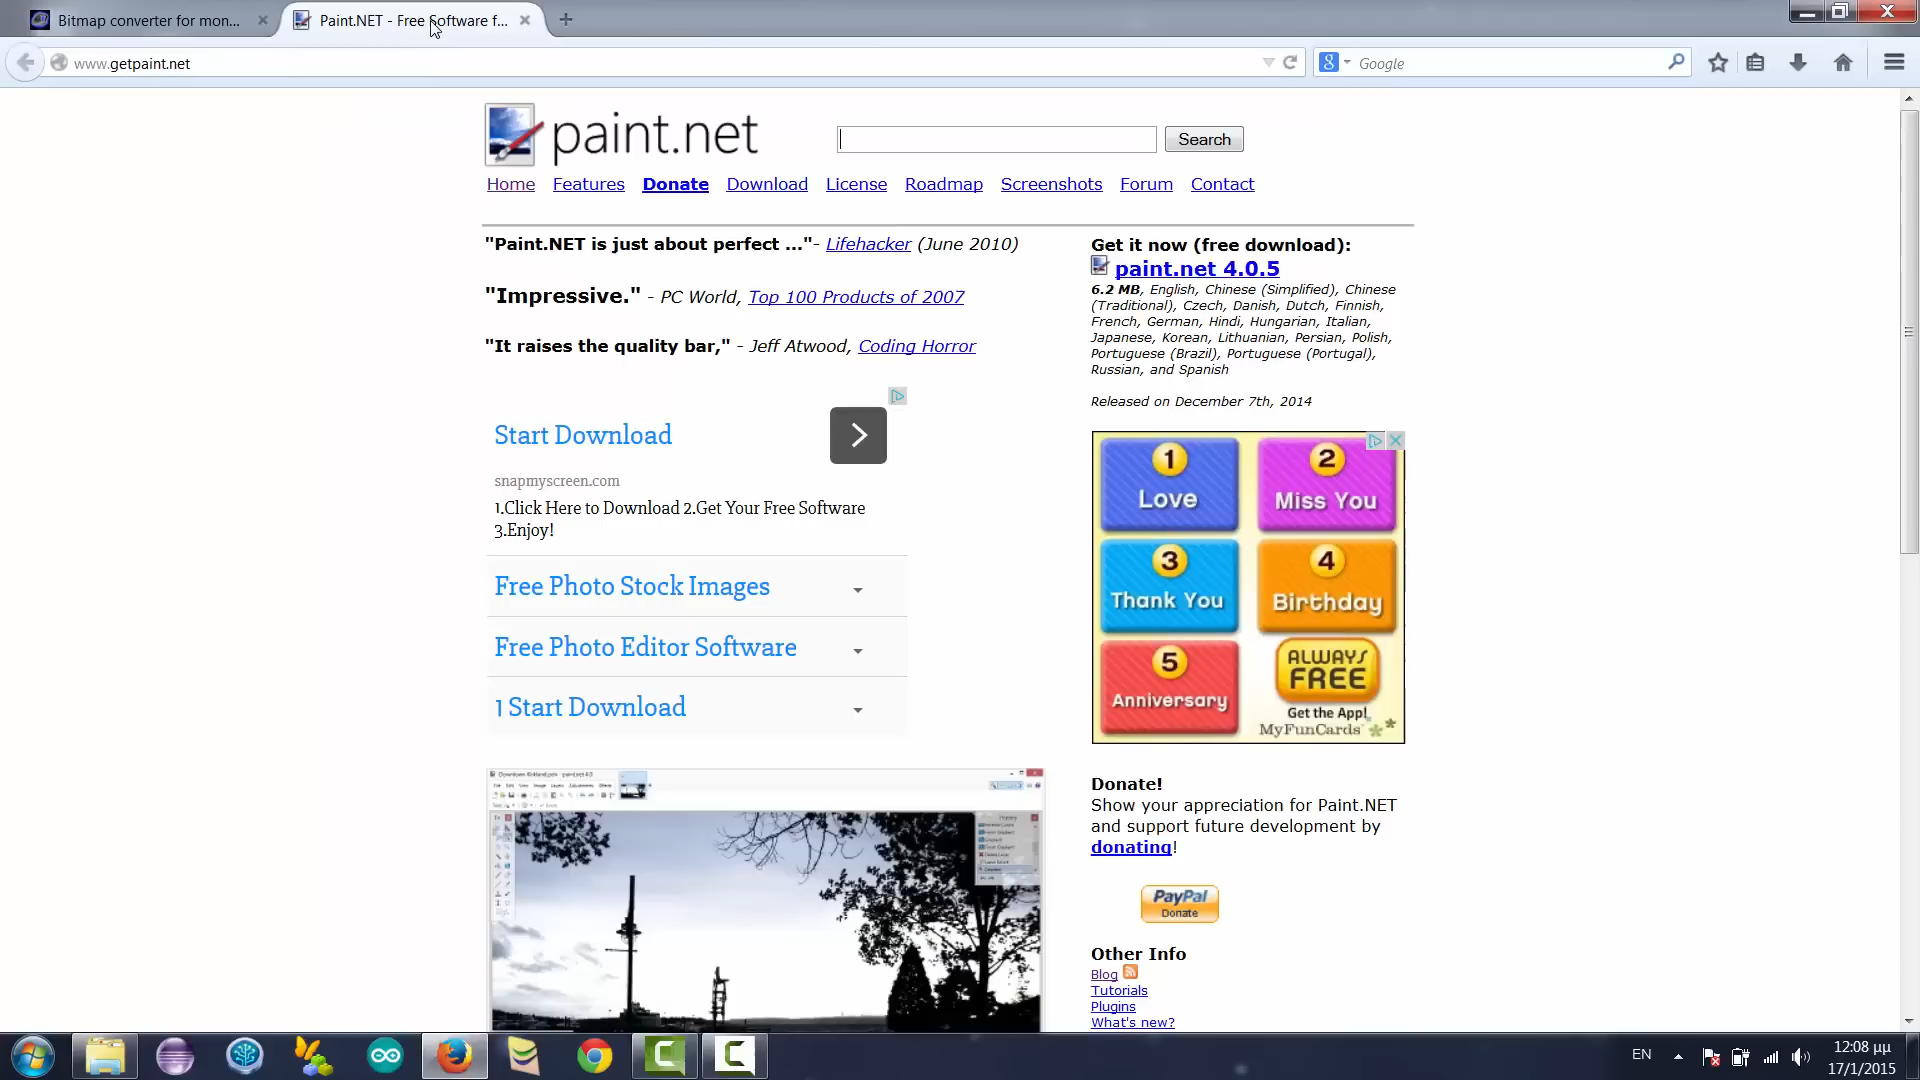 Bitmap converter for mon...
Paint.NET - Free Software f...
www.getpaint.net
Google
paint.net
Search
Home Features Donate Download License Roadmap Screenshots Forum Contact
"Paint.NET is just about perfect ..."- Lifehacker (June 2010)
"Impressive." - PC World, Top 100 Products of 2007
"It raises the quality bar," - Jeff Atwood, Coding Horror
Start Download
snapmyscreen.com
1.Click Here to Download 2.Get Your Free Software
3.Enjoy!
Free Photo Stock Images
Free Photo Editor Software
1 Start Download
Get it now (free download):
paint.net 4.0.5
6.2 MB, English, Chinese (Simplified), Chinese
(Traditional), Czech, Danish, Dutch, Finnish,
French, German, Hindi, Hungarian, Italian,
Japanese, Korean, Lithuanian, Persian, Polish,
Portuguese (Brazil), Portuguese (Portugal),
Russian, and Spanish
Released on December 7th, 2014
1
Love
2
Miss You
3
Thank You
4
Birthday
5
Anniversary
ALWAYS
FREE
Get the App!
MyFunCards
Donate!
Show your appreciation for Paint.NET
and support future development by
donating!
PayPal
Donate
Other Info
Blog
Tutorials
Plugins
What's new?
EN
12:08 μμ
17/1/2015